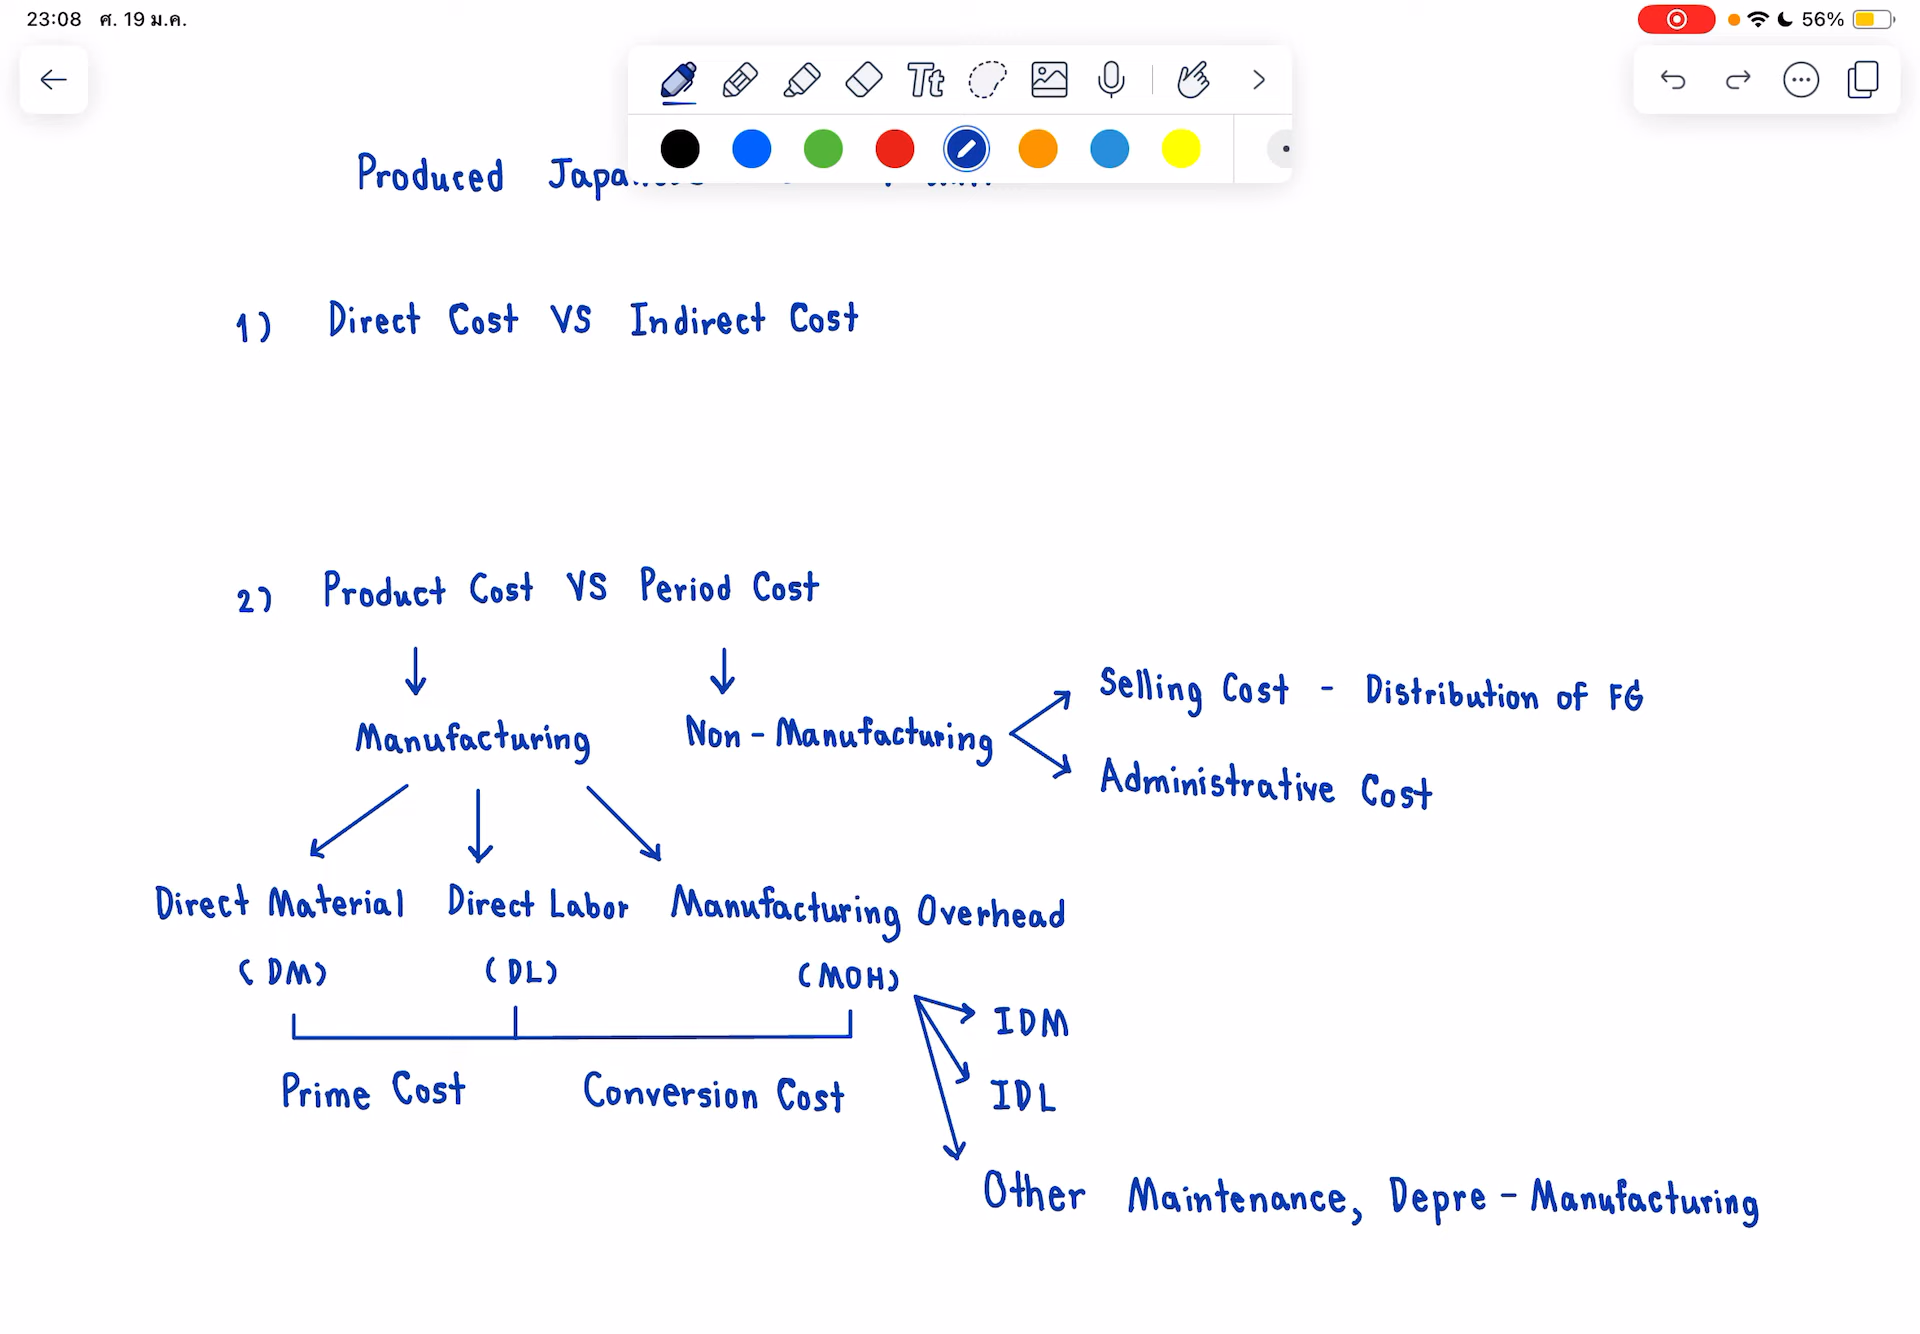 23:08 ศ. 19 ม.ค.
56%
Tt
Produced
1) Direct Cost VS Indirect Cost
2) Product Cost VS Period Cost
Manufacturing
Non - Manufacturing
Selling Cost - Distribution of FG
Administrative Cost
Direct Material Direct Labor Manufacturing Overhead
(DM) (DL) (MOH)
IDM
Prime Cost Conversion Cost
IDL
Other Maintenance, Depre - Manufacturing